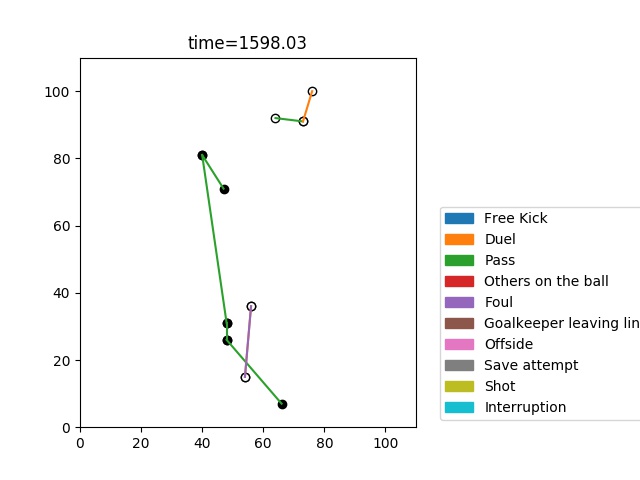 time=1598.03
100
80
60
40
20
0
0 20 40 60 80 100
Free Kick
Duel
Pass
Others on the ball
Foul
Goalkeeper leaving lin
Offside
Save attempt
Shot
Interruption